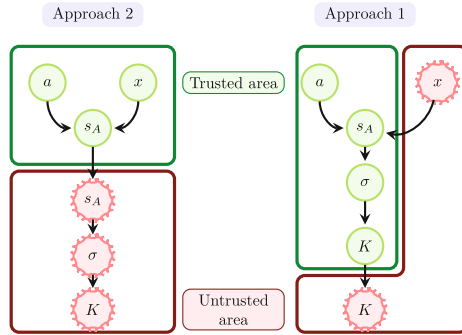 Approach 2
Approach 1
a
x
Trusted area
a
x
s_A
s_A
s_A
σ
σ
K
K
Untrusted
area
K